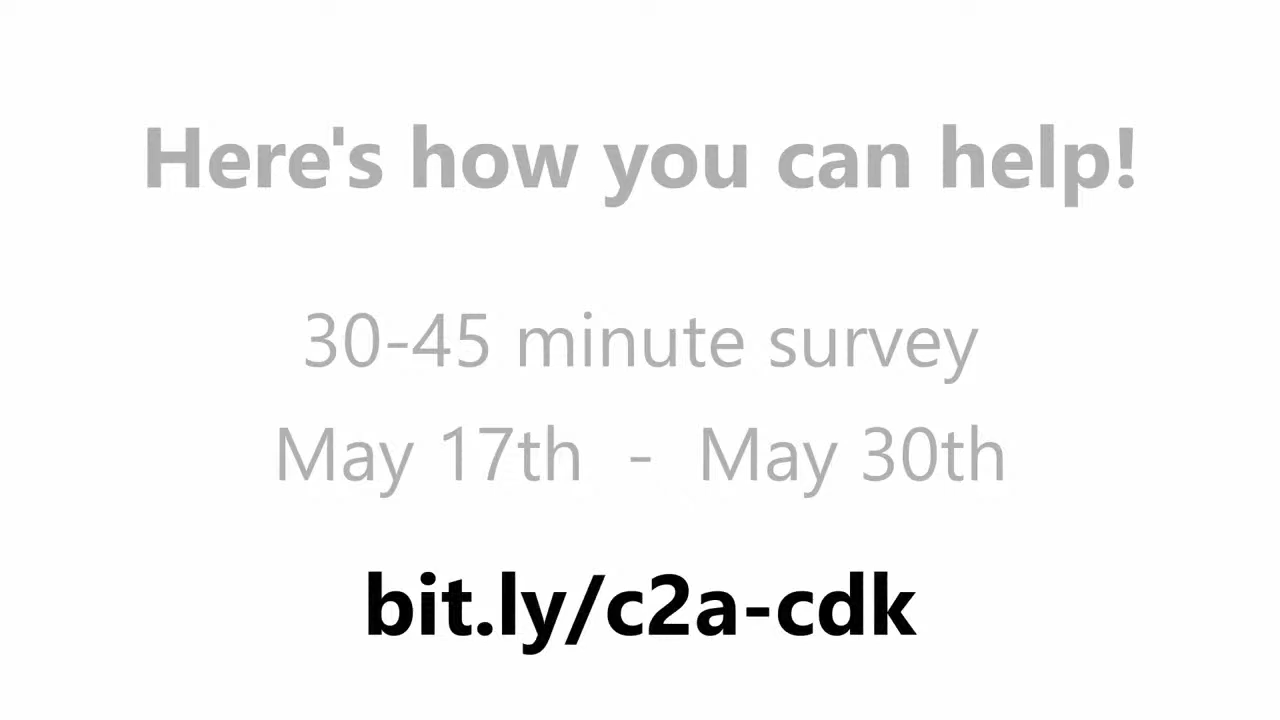 Here's how you can help!
30-45 minute survey
May 17th - May 30th
bit.ly/c2a-cdk